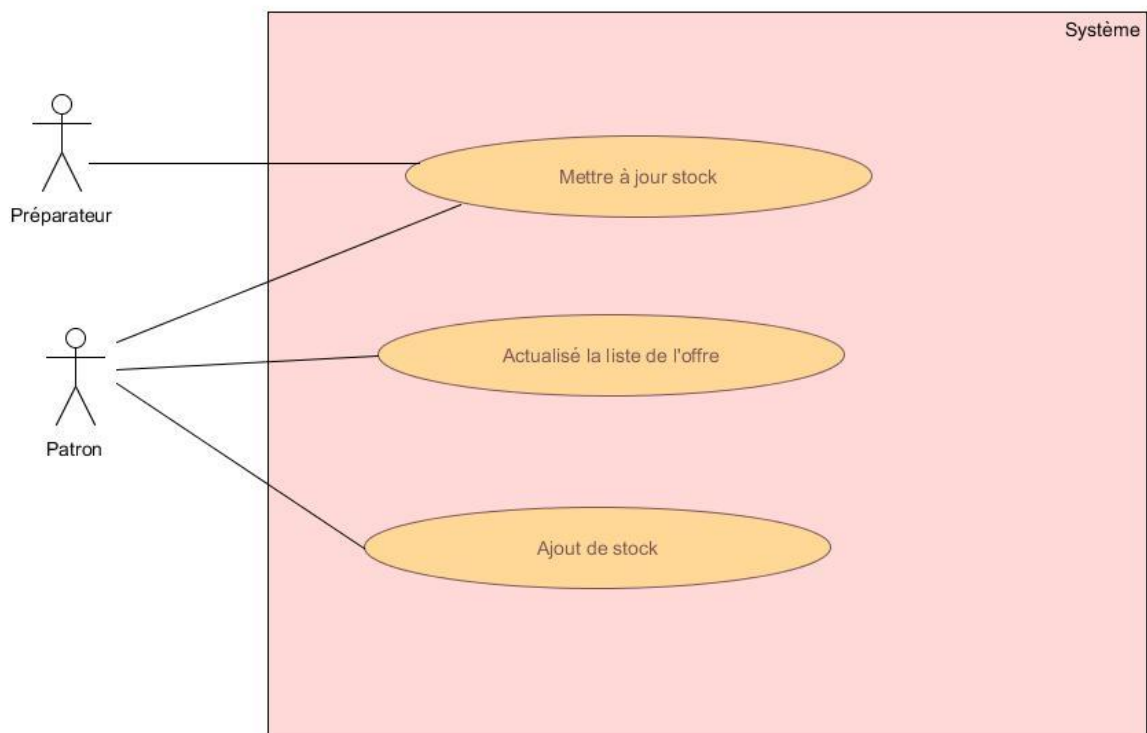 Système
Préparateur
Mettre à jour stock
Patron
Actualisé la liste de l'offre
Ajout de stock